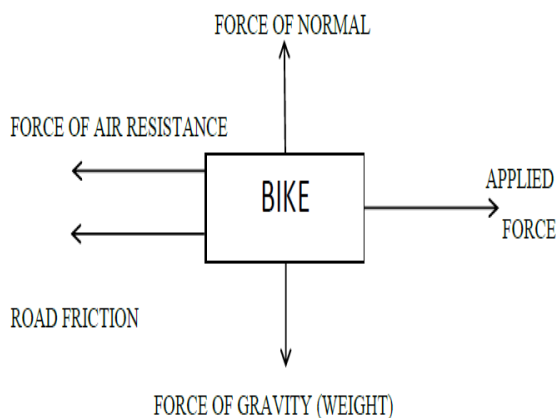 FORCE OF NORMAL
FORCE OF AIR RESISTANCE
BIKE
APPLIED
FORCE
ROAD FRICTION
FORCE OF GRAVITY (WEIGHT)